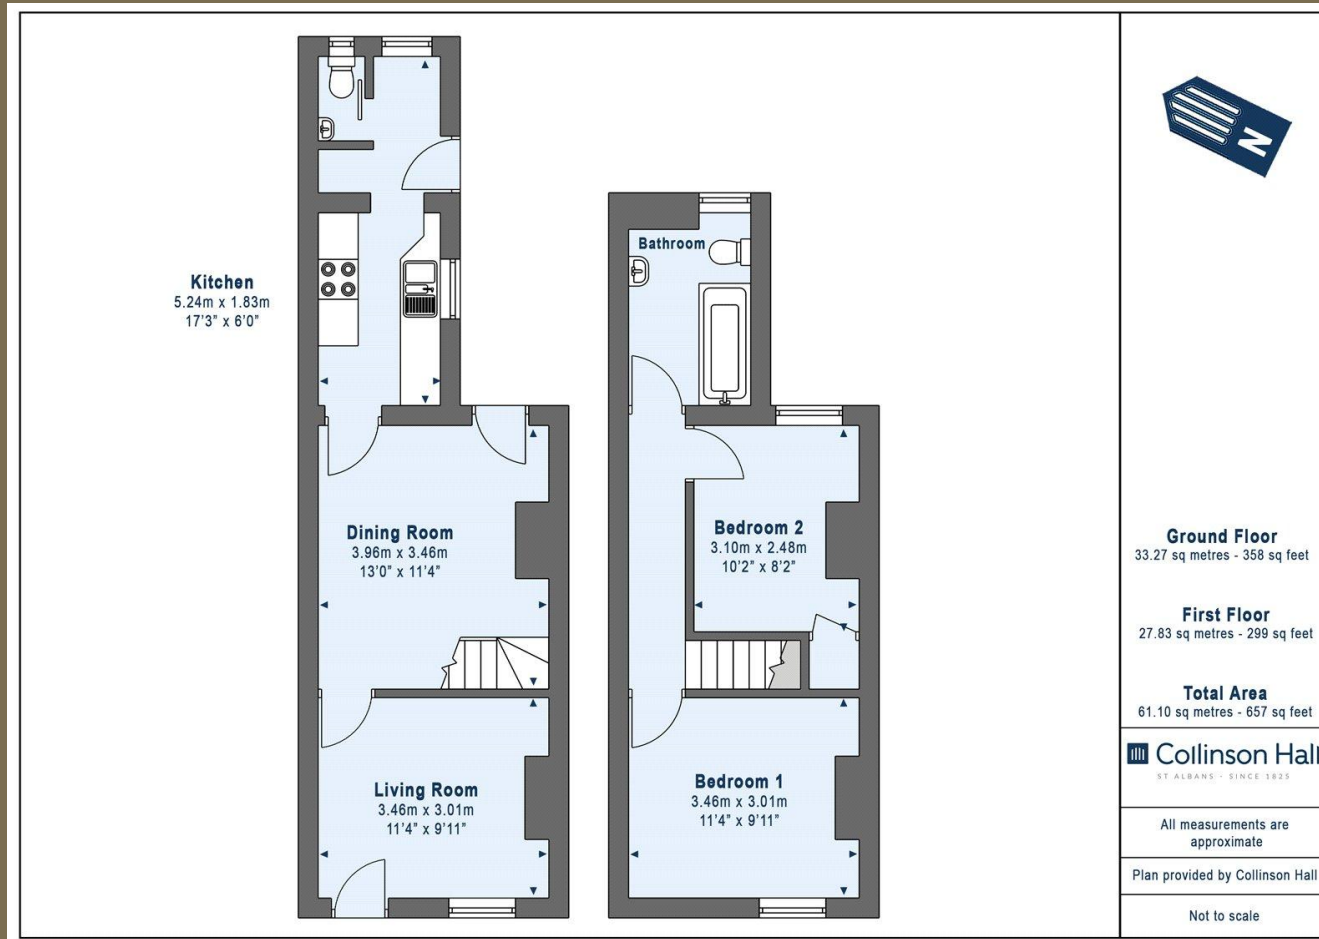 Kitchen
5.24m x 1.83m
17'3" x 6'0"
Bathroom
Dining Room
3.96m x 3.46m
13'0" x 11'4"
Bedroom 2
3.10m x 2.48m
10'2" x 8'2"
Living Room
3.46m x 3.01m
11'4" x 9'11"
Bedroom 1
3.46m x 3.01m
11'4" x 9'11"
N
Ground Floor
33.27 sq metres - 358 sq feet
First Floor
27.83 sq metres - 299 sq feet
Total Area
61.10 sq metres - 657 sq feet
Collinson Hall
ST ALBANS - SINCE 1825
All measurements are
approximate
Plan provided by Collinson Hall
Not to scale